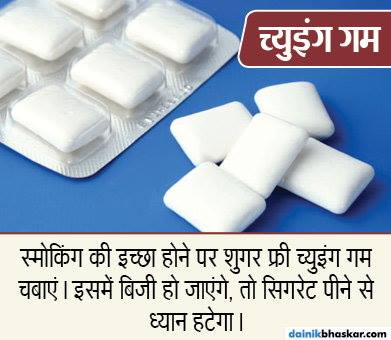 च्युइंग गम
स्मोकिंग की इच्छा होने पर शुगर फ्री च्युइंग गम
चबाएं। इसमें बिजी हो जाएंगे, तो सिगरेट पीने से
ध्यान हटेगा।
dainikbhaskar.com